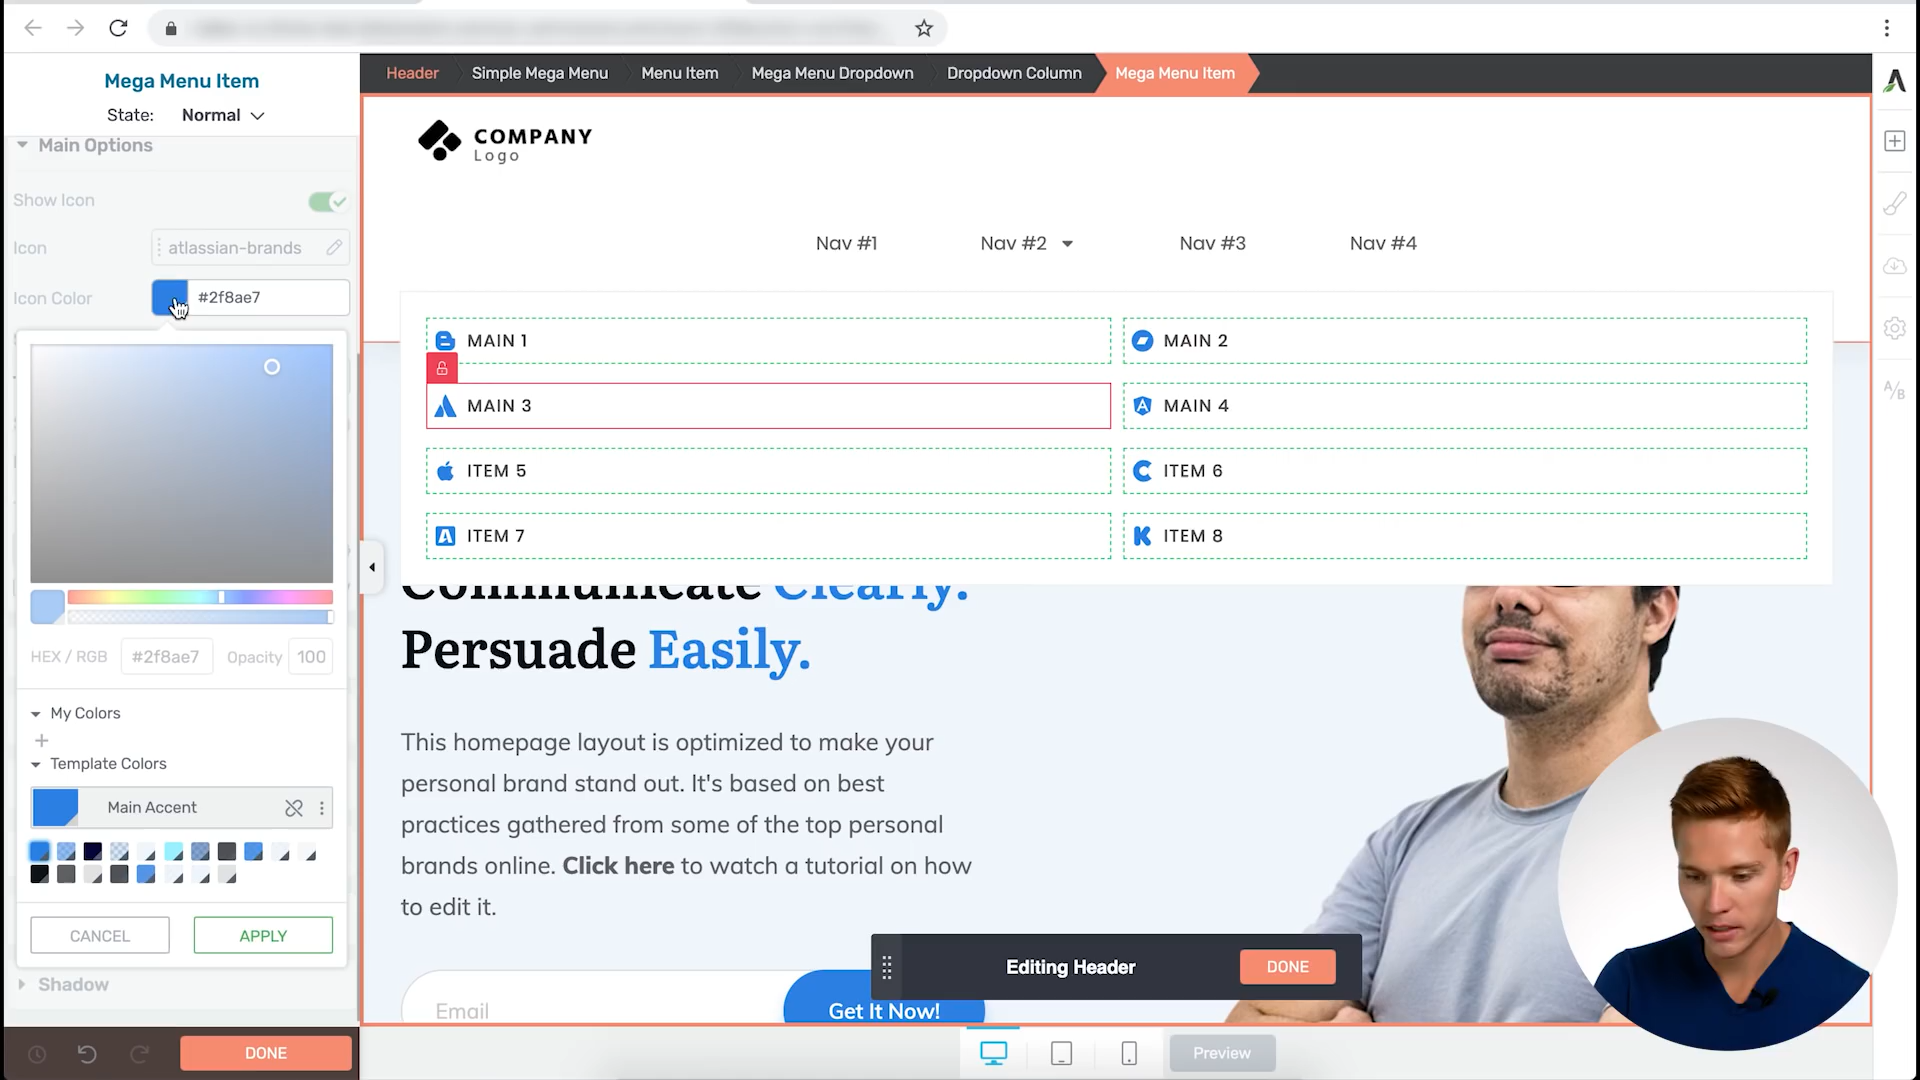 Mega Menu Item
State: Normal
Main Options
Show Icon
Icon atlassian-brands
Icon Color #2f8ae7
HEX / RGB #2f8ae7 Opacity 100
My Colors
+
Template Colors
Main Accent
CANCEL APPLY
Shadow
DONE
Header Simple Mega Menu Menu Item Mega Menu Dropdown Dropdown Column Mega Menu Item
COMPANY
Logo
Nav #1 Nav #2 Nav #3 Nav #4
MAIN 1 MAIN 2
MAIN 3 MAIN 4
ITEM 5 ITEM 6
ITEM 7 ITEM 8
Communicate Clearly.
Persuade Easily.
This homepage layout is optimized to make your
personal brand stand out. It's based on best
practices gathered from some of the top personal
brands online. Click here to watch a tutorial on how
to edit it.
Editing Header DONE
Email Get It Now!
Preview
A/B